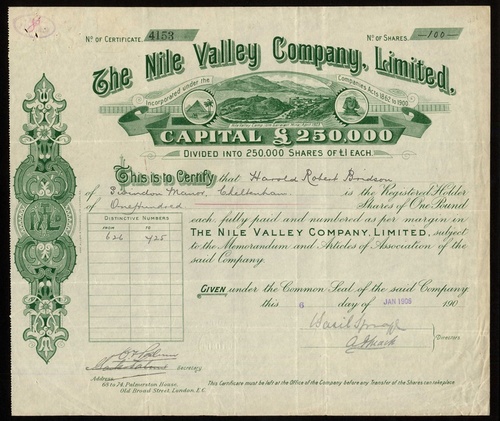 No. OF CERTIFICATE 4153 No. OF SHARES —100—
The Nile Valley Company, Limited,
Incorporated under the Companies Acts 1862 to 1900
CAPITAL £250,000
DIVIDED INTO 250,000 SHARES OF £1 EACH.
This is to Certify that Harold Robert
of Swindon Manor, Cheltenham is the Registered Holder
of One Hundred Shares of One Pound
DISTINCTIVE NUMBERS
FROM TO
626 425
each, fully paid and numbered as per margin in
THE NILE VALLEY COMPANY, LIMITED, subject
to the Memorandum and Articles of Association of the
said Company.
GIVEN under the Common Seal of the said Company
this 6 day of JAN 1906 190
Basil
Directors
Secretary.
Address
68 to 74, Palmerston House,
Old Broad Street, London, E.C.
This Certificate must be left at the Office of the Company before any Transfer of the Shares can take place.